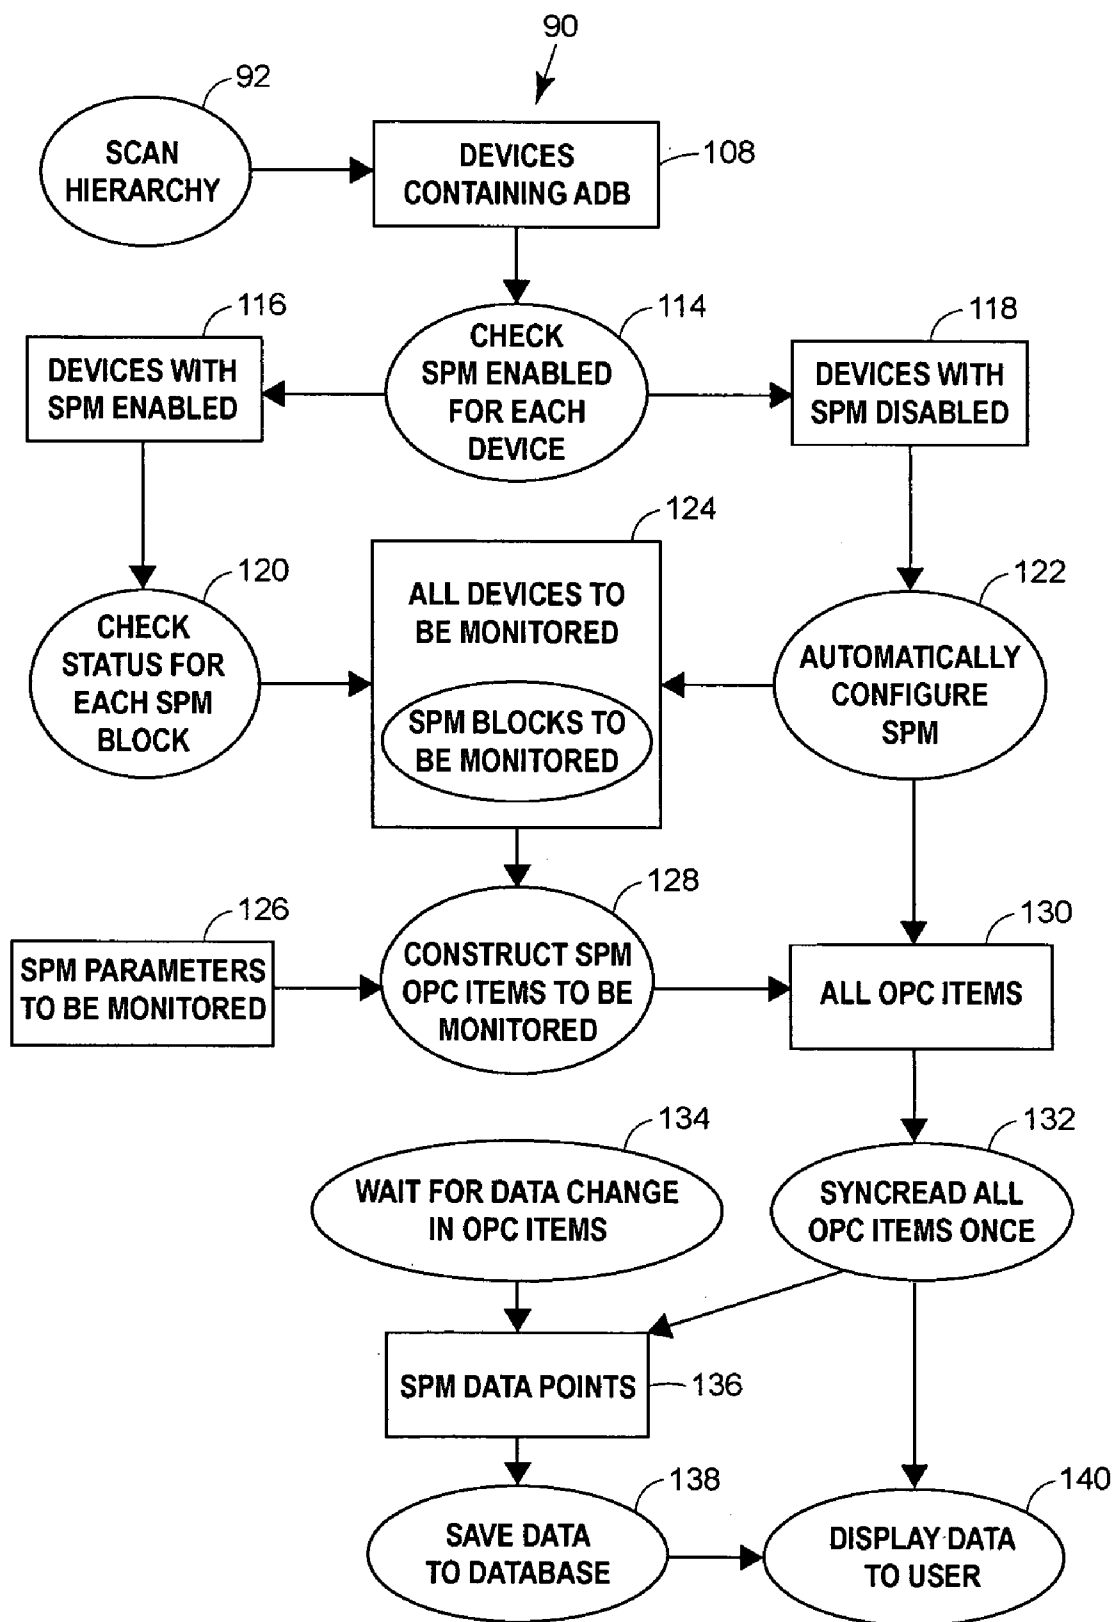 90
92
SCAN
HIERARCHY
DEVICES
CONTAINING ADB
108
116
DEVICES WITH
SPM ENABLED
114
CHECK
SPM ENABLED
FOR EACH
DEVICE
118
DEVICES WITH
SPM DISABLED
120
CHECK
STATUS FOR
EACH SPM
BLOCK
124
ALL DEVICES TO
BE MONITORED
SPM BLOCKS TO
BE MONITORED
122
AUTOMATICALLY
CONFIGURE
SPM
126
SPM PARAMETERS
TO BE MONITORED
128
CONSTRUCT SPM
OPC ITEMS TO BE
MONITORED
130
ALL OPC ITEMS
134
WAIT FOR DATA CHANGE
IN OPC ITEMS
132
SYNCREAD ALL
OPC ITEMS ONCE
SPM DATA POINTS
136
138
SAVE DATA
TO DATABASE
140
DISPLAY DATA
TO USER